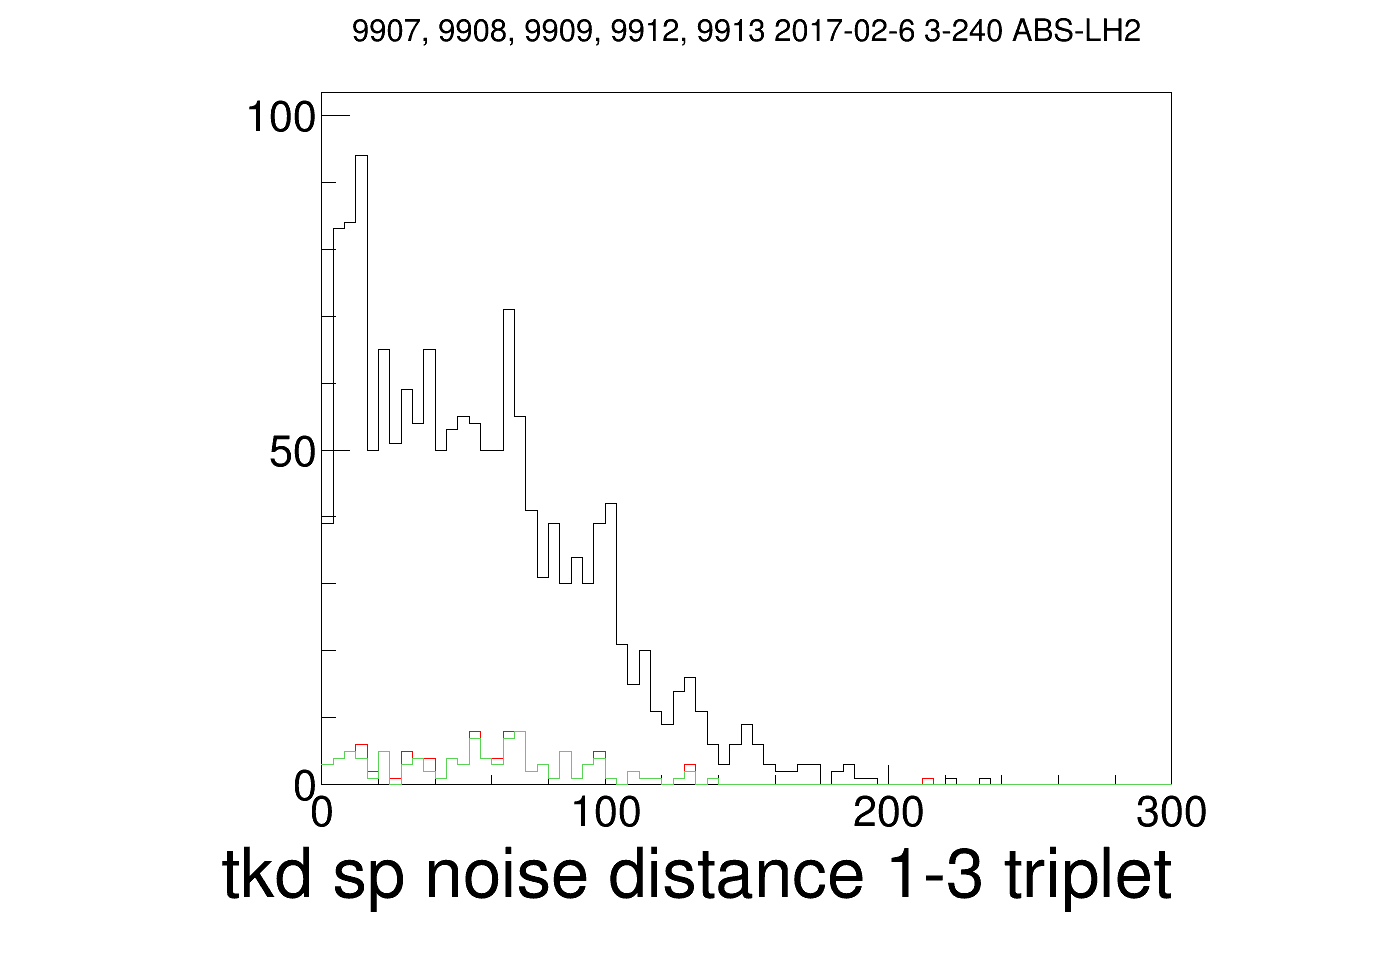 9907, 9908, 9909, 9912, 9913 2017-02-6 3-240 ABS-LH2
100
50
0
0 100 200 300
tkd sp noise distance 1-3 triplet